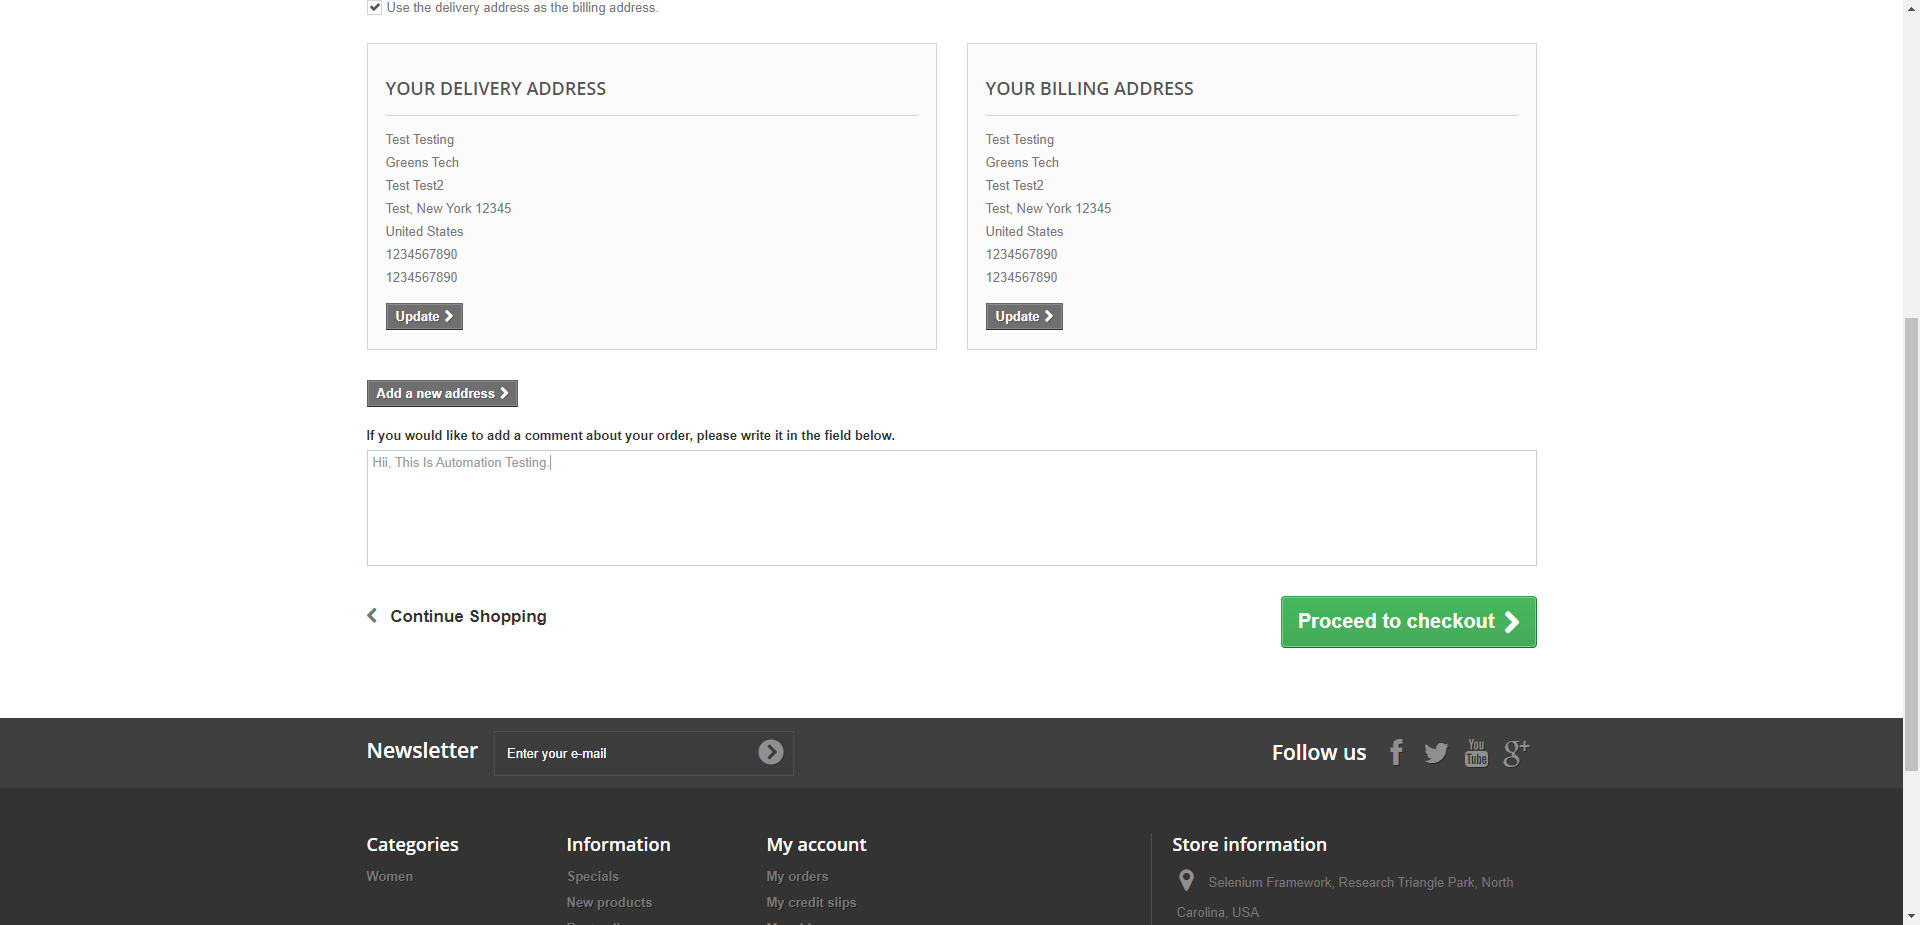 Use the delivery address as the billing address.
YOUR DELIVERY ADDRESS
Test Testing
Greens Tech
Test Test2
Test, New York 12345
United States
1234567890
1234567890
Update
YOUR BILLING ADDRESS
Test Testing
Greens Tech
Test Test2
Test, New York 12345
United States
1234567890
1234567890
Update
Add a new address
If you would like to add a comment about your order, please write it in the field below.
Hii, This Is Automation Testing.
Continue Shopping
Proceed to checkout
Newsletter
Enter your e-mail
Follow us
You
Tube
g+
Categories
Women
Information
Specials
New products
My account
My orders
My credit slips
Store information
Selenium Framework, Research Triangle Park, North
Carolina, USA